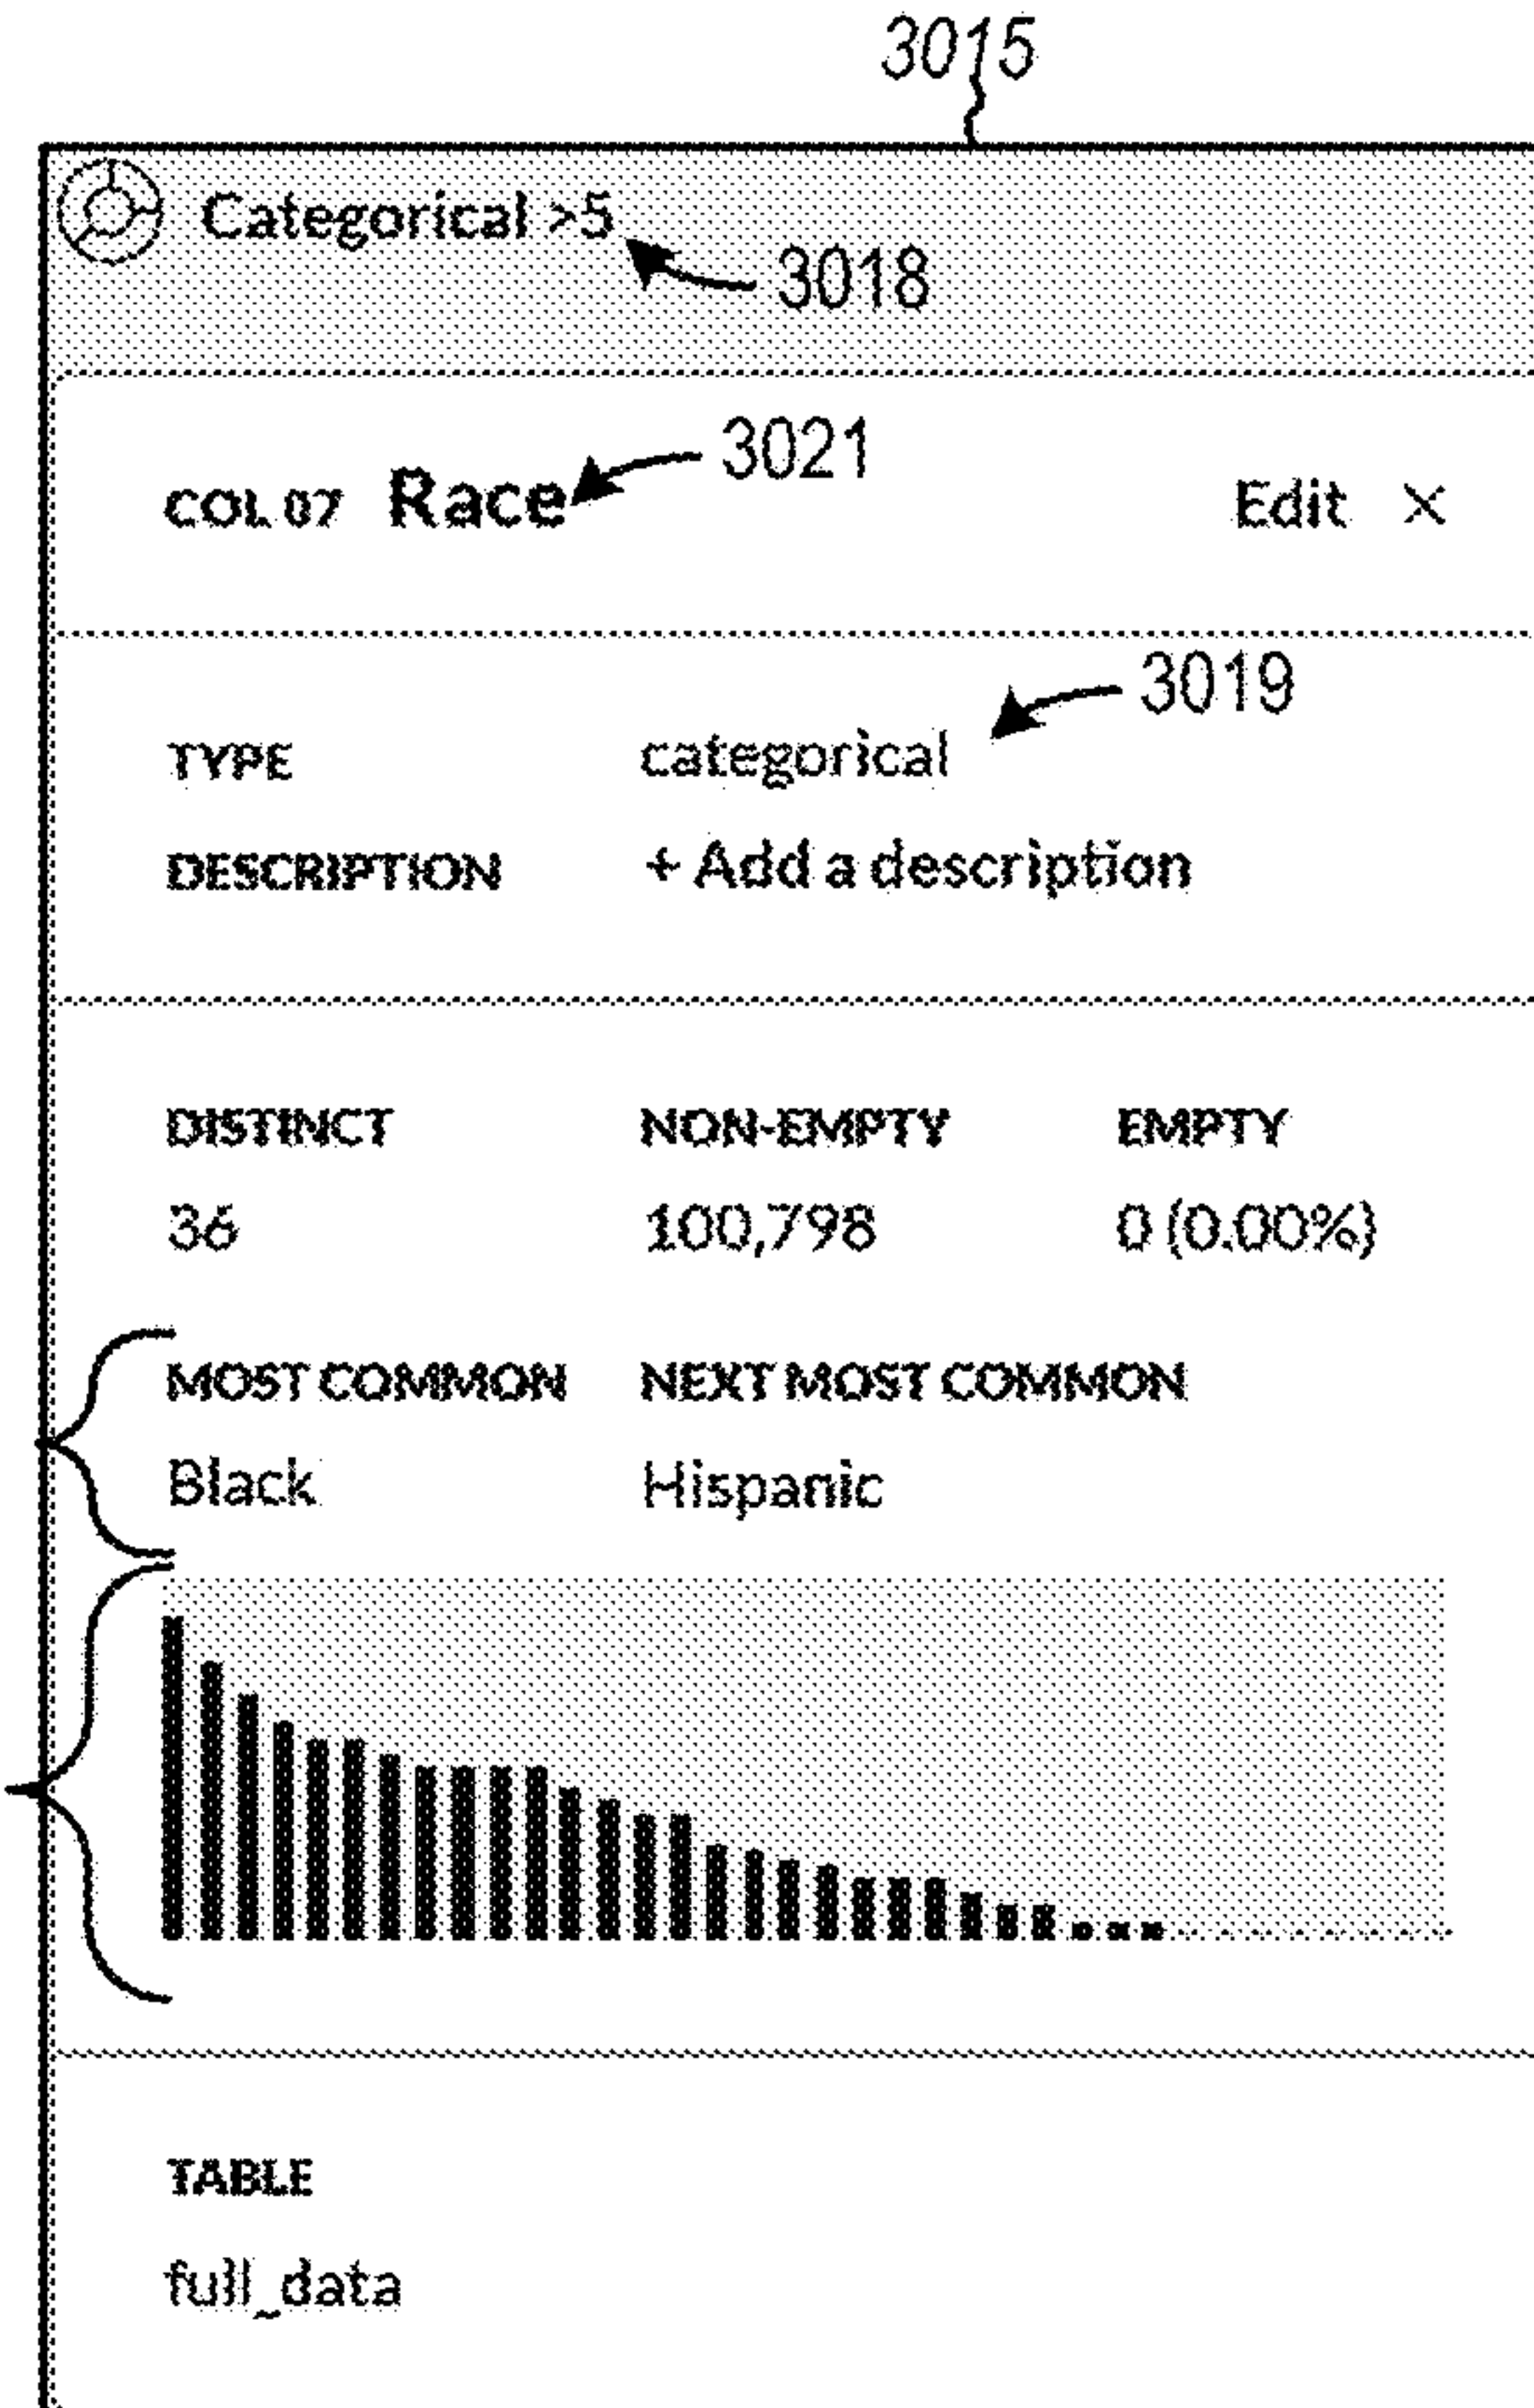 3015
Categorical >5
3018
3021
COL 07 Race Edit ×
3019
TYPE categorical
DESCRIPTION + Add a description
DISTINCT NON-EMPTY EMPTY
36 100,798 0 (0.00%)
MOST COMMON NEXT MOST COMMON
Black Hispanic
TABLE
full_data